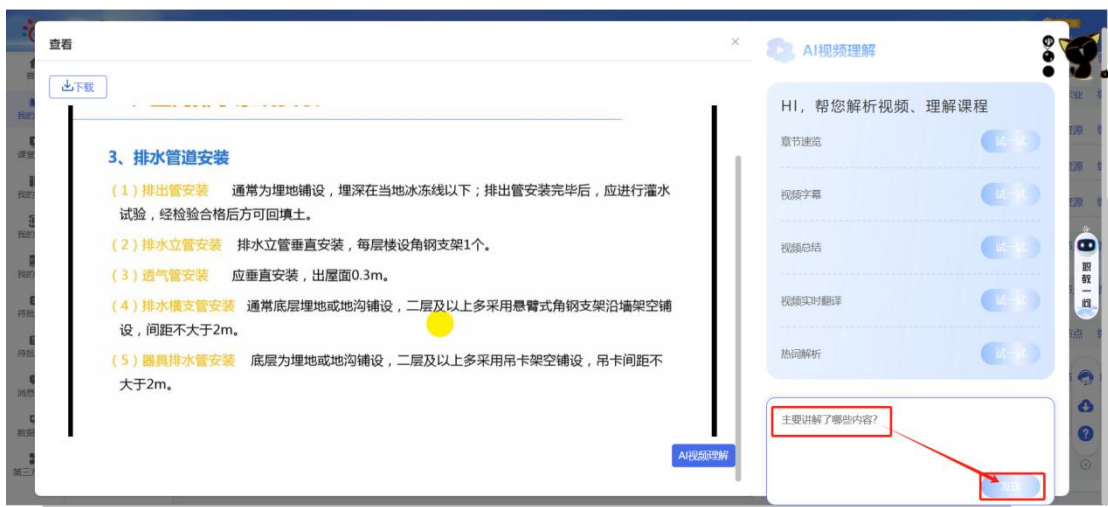 查看
×
下载
3、排水管道安装
(1)排出管安装 通常为埋地铺设，埋深在当地冰冻线以下；排出管安装完毕后，应进行灌水
试验，经检验合格后方可回填土。
(2)排水立管安装 排水立管垂直安装，每层楼设角钢支架1个。
(3)透气管安装 应垂直安装，出屋面0.3m。
(4)排水横支管安装 通常底层埋地或地沟铺设，二层及以上多采用悬臂式角钢支架沿墙架空铺
设，间距不大于2m。
(5)器具排水管安装 底层为埋地或地沟铺设，二层及以上多采用吊卡架空铺设，吊卡间距不
大于2m。
AI视频理解
AI视频理解
HI，帮您解析视频、理解课程
章节速览 试一试
视频字幕 试一试
视频总结 试一试
视频实时翻译 试一试
热词解析 试一试
主要讲解了哪些内容？
发送
中
职教一问